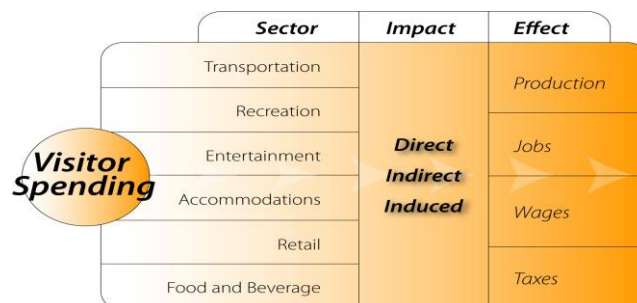 Sector Impact Effect
Transportation
Recreation
Entertainment
Accommodations
Retail
Food and Beverage
Visitor
Spending
Direct
Indirect
Induced
Production
Jobs
Wages
Taxes